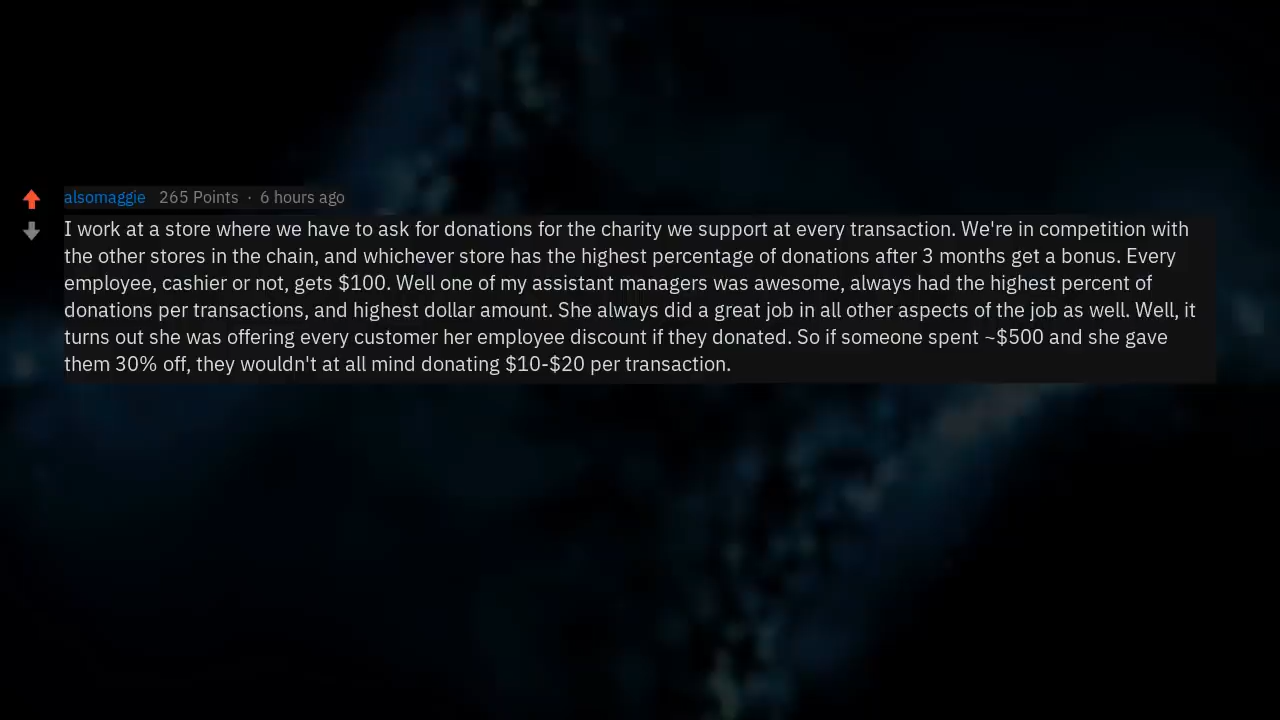 alsomaggie 265 Points · 6 hours ago
I work at a store where we have to ask for donations for the charity we support at every transaction. We're in competition with
the other stores in the chain, and whichever store has the highest percentage of donations after 3 months get a bonus. Every
employee, cashier or not, gets $100. Well one of my assistant managers was awesome, always had the highest percent of
donations per transactions, and highest dollar amount. She always did a great job in all other aspects of the job as well. Well, it
turns out she was offering every customer her employee discount if they donated. So if someone spent ~$500 and she gave
them 30% off, they wouldn't at all mind donating $10-$20 per transaction.